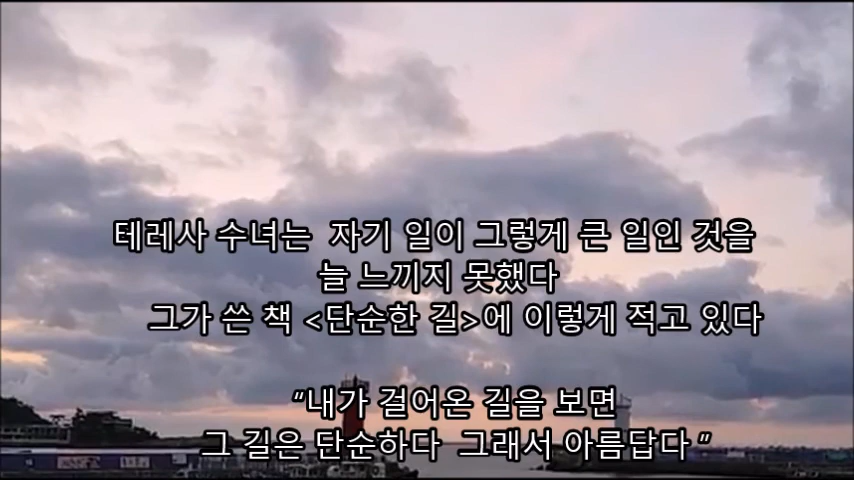 테레사 수녀는 자기 일이 그렇게 큰 일인 것을
늘 느끼지 못했다
그가 쓴 책 <단순한 길>에 이렇게 적고 있다
“내가 걸어온 길을 보면
그 길은 단순하다 그래서 아름답다 ”